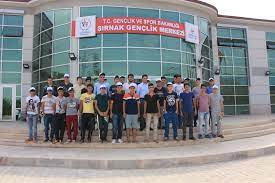 T.C. GENÇLİK VE SPOR BAKANLIĞI
ŞIRNAK GENÇLİK MERKEZİ